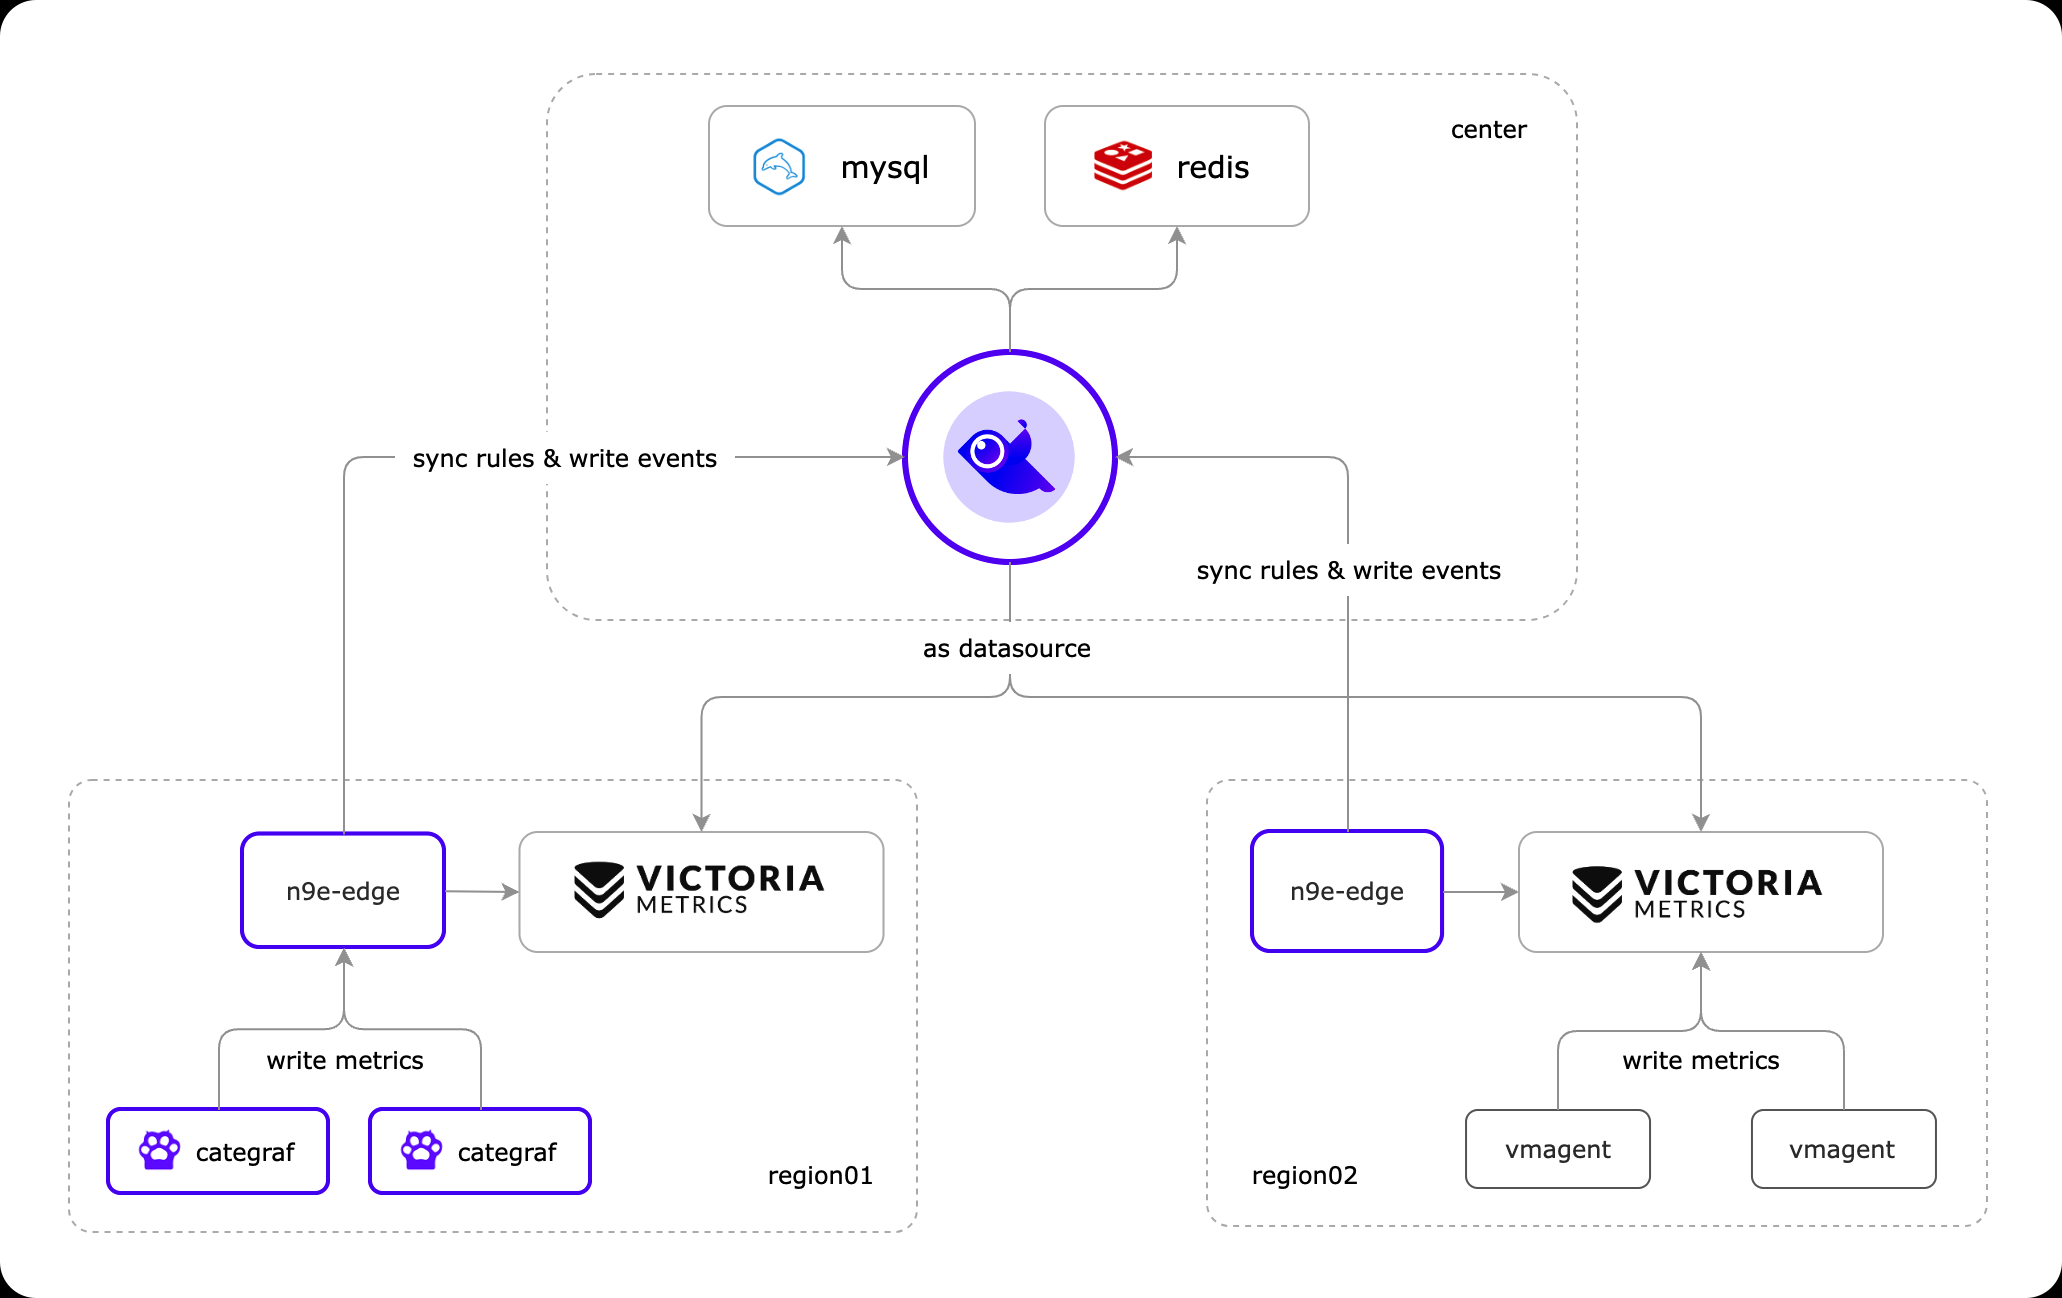 center
mysql
redis
sync rules & write events
sync rules & write events
as datasource
n9e-edge
VICTORIA
METRICS
n9e-edge
VICTORIA
METRICS
write metrics
write metrics
categraf
categraf
vmagent
vmagent
region01
region02